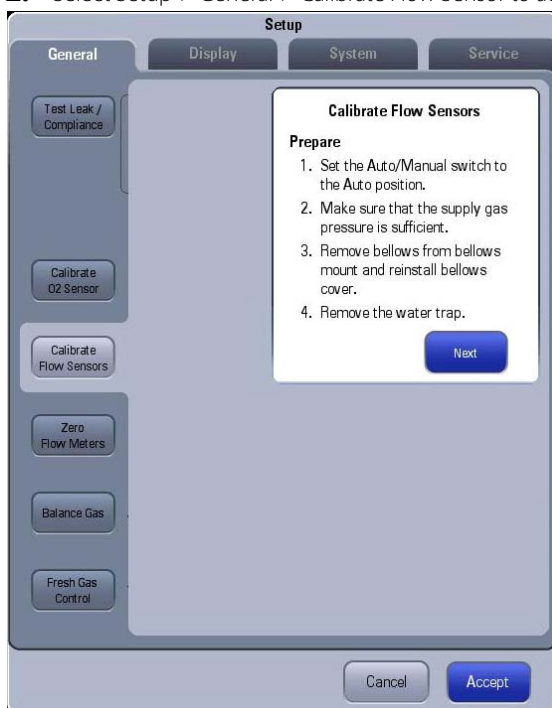 Setup
General
Display
System
Service
Test Leak /
Compliance
Calibrate
O2 Sensor
Calibrate
Flow Sensors
Zero
Flow Meters
Balance Gas
Fresh Gas
Control
Calibrate Flow Sensors
Prepare
1. Set the Auto/Manual switch to
the Auto position.
2. Make sure that the supply gas
pressure is sufficient.
3. Remove bellows from bellows
mount and reinstall bellows
cover.
4. Remove the water trap.
Next
Cancel
Accept